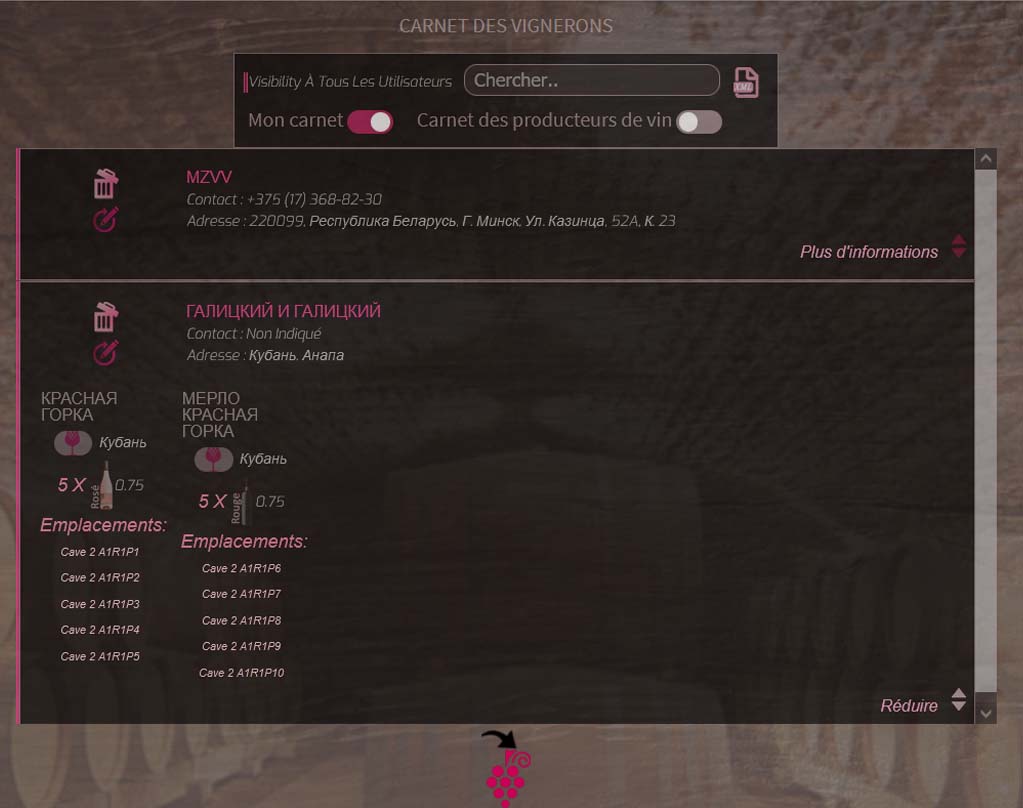 CARNET DES VIGNERONS
Visibility À Tous Les Utilisateurs Chercher.. XML
Mon carnet Carnet des producteurs de vin
MZVV
Contact : +375 (17) 368-82-30
Adresse : 220099, Республика Беларусь, Г. Минск, Ул. Казинца, 52А, К. 23
Plus d'informations
ГАЛИЦКИЙ И ГАЛИЦКИЙ
Contact : Non Indiqué
Adresse : Кубань. Анапа
КРАСНАЯ
ГОРКА
Кубань
5 X Rosé 0.75
Emplacements:
Cave 2 A1R1P1
Cave 2 A1R1P2
Cave 2 A1R1P3
Cave 2 A1R1P4
Cave 2 A1R1P5
МЕРЛО
КРАСНАЯ
ГОРКА
Кубань
5 X Rouge 0.75
Emplacements:
Cave 2 A1R1P6
Cave 2 A1R1P7
Cave 2 A1R1P8
Cave 2 A1R1P9
Cave 2 A1R1P10
Réduire